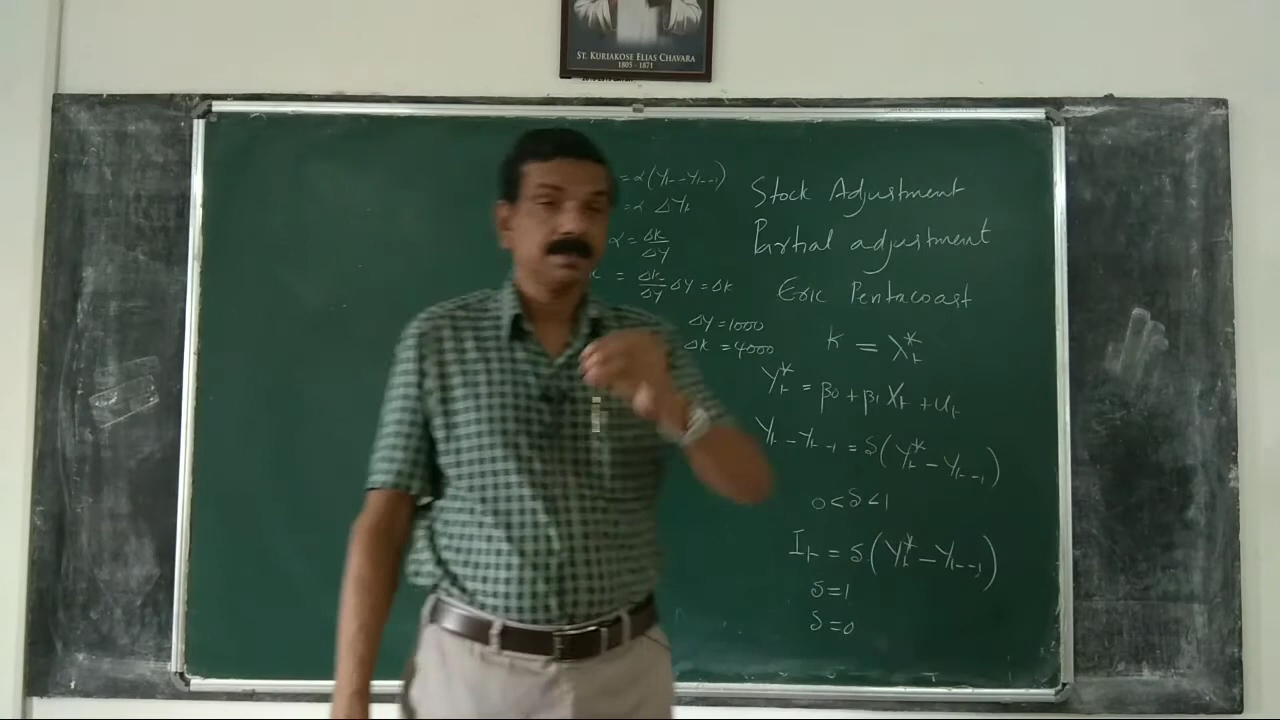 ST. KURIAKOSE ELIAS CHAVARA
1805 - 1871
= α (Yt - Yt-1)
= α ΔYt
α = Δk/ΔY
= Δk/ΔY ΔY = Δk
ΔY = 1000
Δk = 4000
Stock Adjustment
Partial adjustment
Eric Pentacoast
K = X*t
Y*t = β0 + β1 Xt + ut
Yt - Yt-1 = δ(Y*t - Yt-1)
0 < δ < 1
It = δ(Y*t - Yt-1)
δ = 1
δ = 0